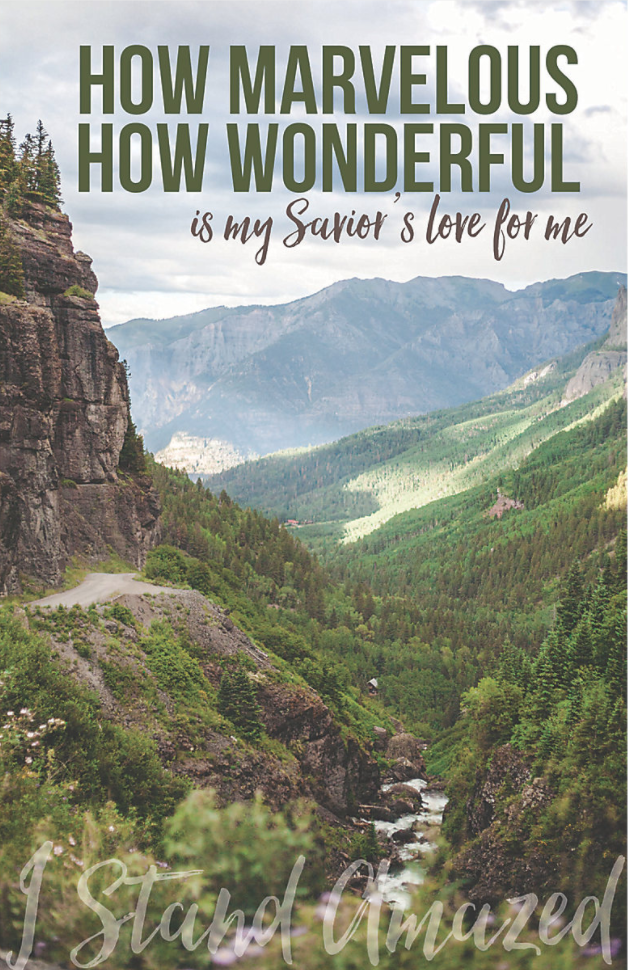 HOW MARVELOUS
HOW WONDERFUL
is my Savior's love for me
I Stand Amazed